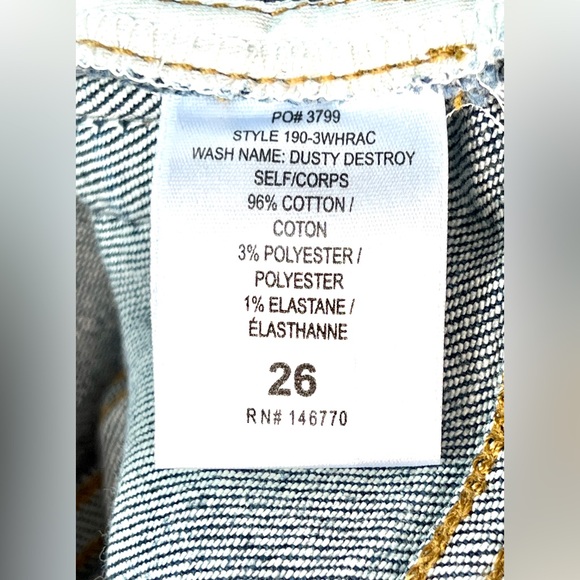 PO# 3799
STYLE 190-3WHRAC
WASH NAME: DUSTY DESTROY
SELF/CORPS
96% COTTON /
COTON
3% POLYESTER /
POLYESTER
1% ELASTANE /
ÉLASTHANNE
26
RN# 146770